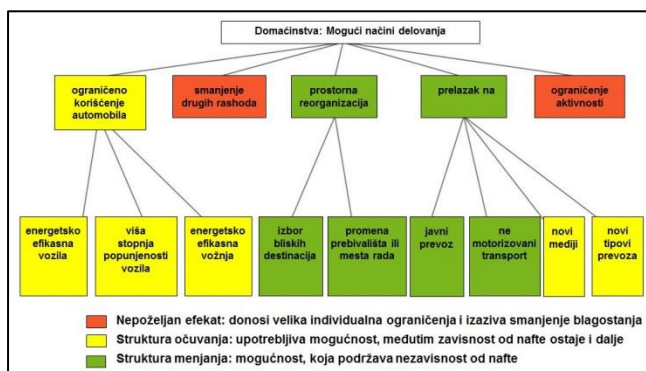 Domaćinstva: Mogući načini delovanja
ograničeno
korišćenje
automobila
smanjenje
drugih rashoda
prostorna
reorganizacija
prelazak na
ograničenje
aktivnosti
energetsko
efikasna
vozila
viša
stopnja
popunjenosti
vozila
energetsko
efikasna
vožnja
izbor
bliskih
destinacija
promena
prebivališta ili
mesta rada
javni
prevoz
ne
motorizovani
transport
novi
mediji
novi
tipovi
prevoza
Nepoželjan efekat: donosi velika individualna ograničenja i izaziva smanjenje blagostanja
Struktura očuvanja: upotrebljiva mogućnost, međutim zavisnost od nafte ostaje i dalje
Struktura menjanja: mogućnost, koja podržava nezavisnost od nafte